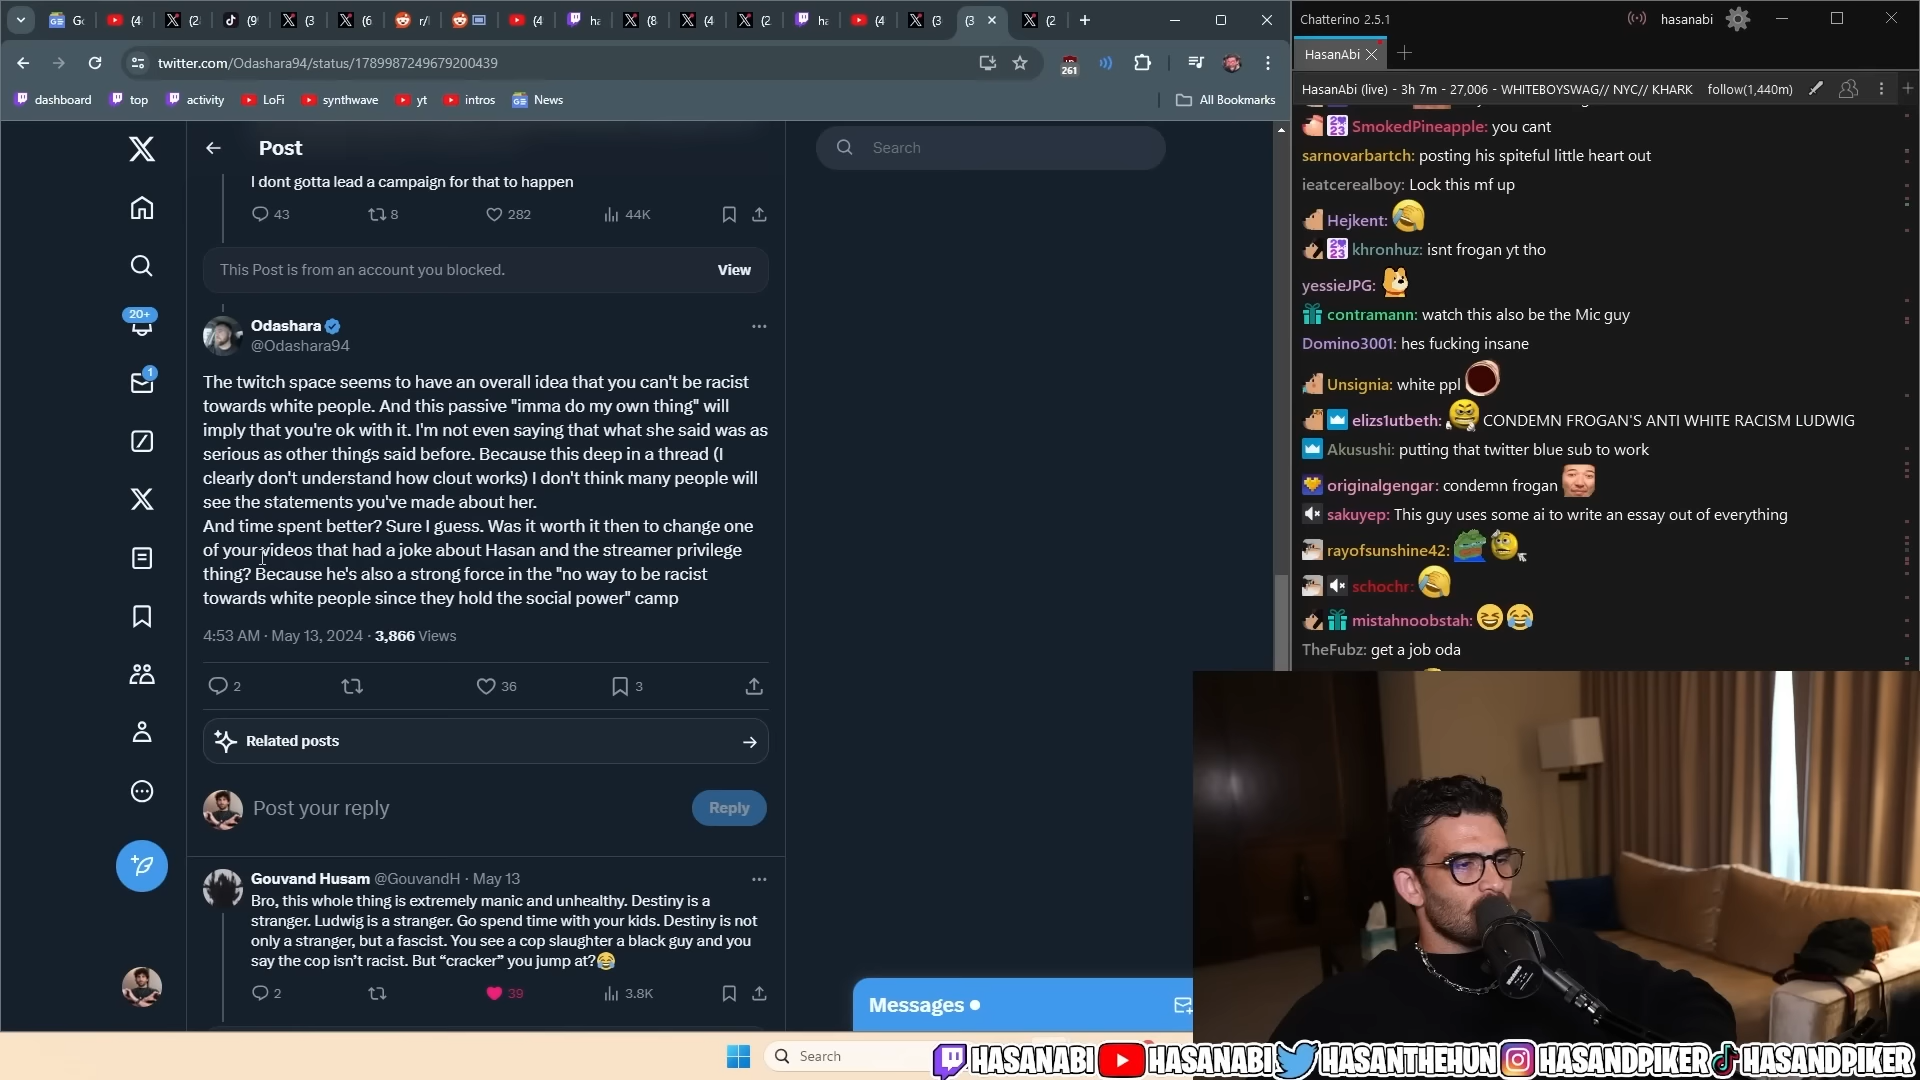 Chatterino 2.5.1
hasanabi
HasanAbi
twitter.com/Odashara94/status/1789987249679200439
261
dashboard
top
activity
LoFi
synthwave
yt
intros
News
All Bookmarks
HasanAbi (live) - 3h 7m - 27,006 - WHITEBOYSWAG// NYC// KHARK
follow(1,440m)
Post
Search
I dont gotta lead a campaign for that to happen
43
8
282
44K
This Post is from an account you blocked.
View
20+
1
Odashara
@Odashara94
The twitch space seems to have an overall idea that you can't be racist
towards white people. And this passive "imma do my own thing" will
imply that you're ok with it. I'm not even saying that what she said was as
serious as other things said before. Because this deep in a thread (I
clearly don't understand how clout works) I don't think many people will
see the statements you've made about her.
And time spent better? Sure I guess. Was it worth it then to change one
of your videos that had a joke about Hasan and the streamer privilege
thing? Because he's also a strong force in the "no way to be racist
towards white people since they hold the social power" camp
4:53 AM · May 13, 2024 · 3,866 Views
2
36
3
Related posts
Post your reply
Reply
Gouvand Husam @GouvandH · May 13
Bro, this whole thing is extremely manic and unhealthy. Destiny is a
stranger. Ludwig is a stranger. Go spend time with your kids. Destiny is not
only a stranger, but a fascist. You see a cop slaughter a black guy and you
say the cop isn't racist. But “cracker” you jump at?😂
2
39
3.8K
Messages
SmokedPineapple: you cant
sarnovarbartch: posting his spiteful little heart out
ieatcerealboy: Lock this mf up
Hejkent:
khronhuz: isnt frogan yt tho
yessieJPG:
contramann: watch this also be the Mic guy
Domino3001: hes fucking insane
Unsignia: white ppl
elizs1utbeth: CONDEMN FROGAN'S ANTI WHITE RACISM LUDWIG
Akusushi: putting that twitter blue sub to work
originalgengar: condemn frogan
sakuyep: This guy uses some ai to write an essay out of everything
rayofsunshine42:
schochr:
mistahnoobstah:
TheFubz: get a job oda
Search
HASANABI
HASANABI
HASANTHEHUN
HASANDPIKER
HASANDPIKER